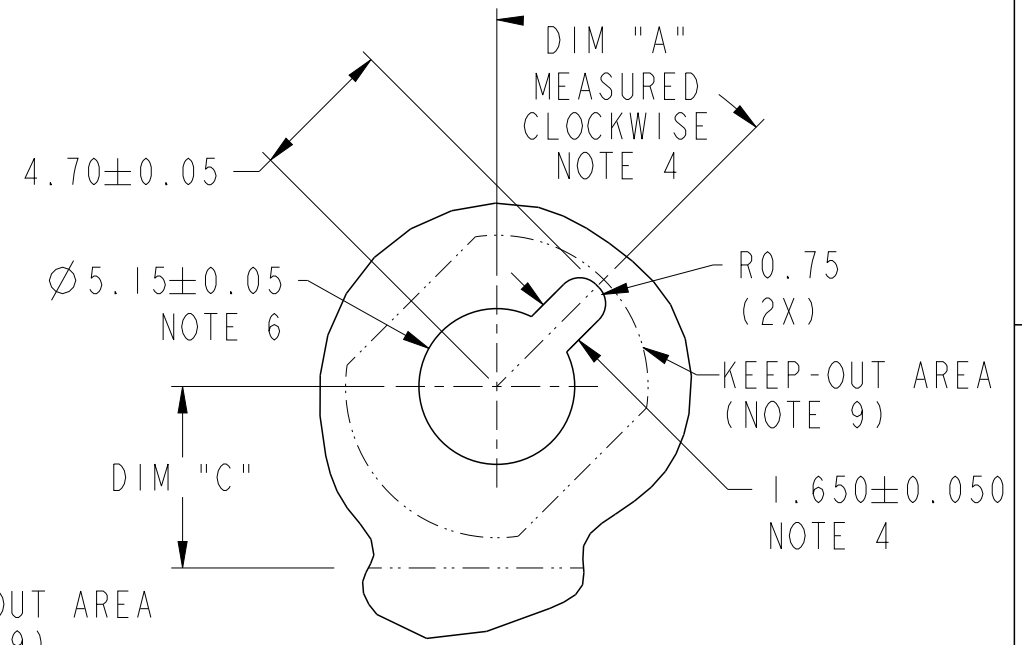 DIM "A"
MEASURED
CLOCKWISE
NOTE 4
4.70±0.05
Ø5.15±0.05
NOTE 6
R0.75
(2X)
KEEP-OUT AREA
(NOTE 9)
DIM "C"
1.650±0.050
NOTE 4
OUT AREA
9)